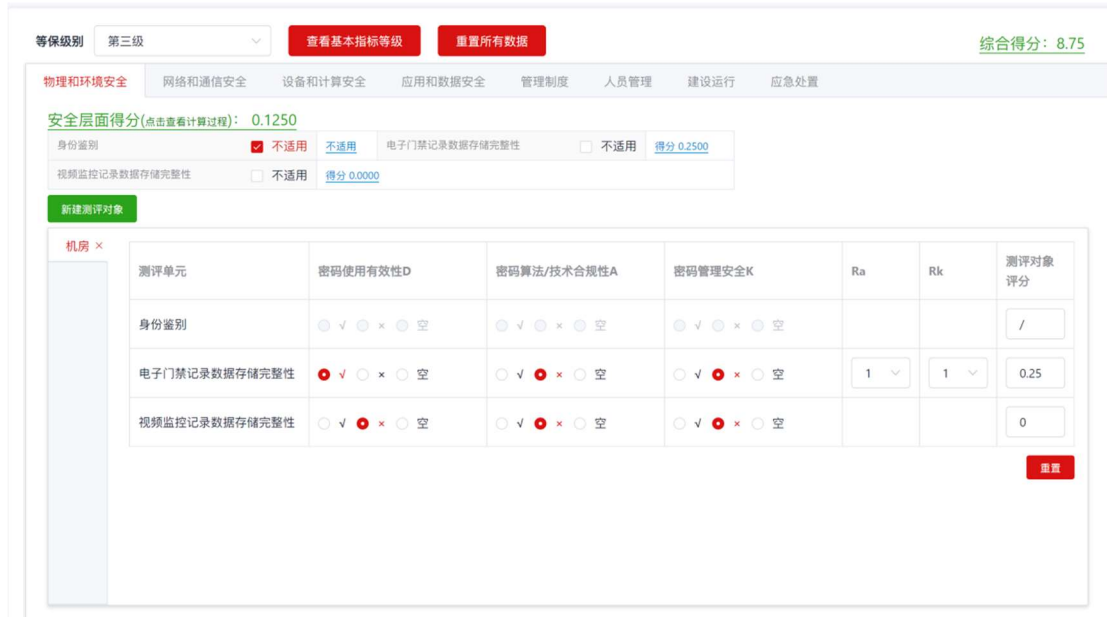 等保级别 第三级 查看基本指标等级 重置所有数据 综合得分：8.75
物理和环境安全 网络和通信安全 设备和计算安全 应用和数据安全 管理制度 人员管理 建设运行 应急处置
安全层面得分(点击查看计算过程)： 0.1250
身份鉴别 不适用 不适用 电子门禁记录数据存储完整性 不适用 得分 0.2500
视频监控记录数据存储完整性 不适用 得分 0.0000
新建测评对象
机房 ×
测评单元 密码使用有效性D 密码算法/技术合规性A 密码管理安全K Ra Rk 测评对象
评分
身份鉴别 √ × 空 √ × 空 √ × 空 /
电子门禁记录数据存储完整性 √ × 空 √ × 空 √ × 空 1 1 0.25
视频监控记录数据存储完整性 √ × 空 √ × 空 √ × 空 0
重置